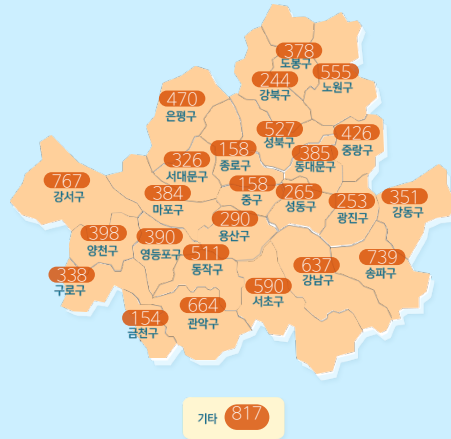 378
도봉구
555
노원구
244
강북구
470
은평구
527
성북구
426
중랑구
158
종로구
385
동대문구
326
서대문구
767
강서구
384
마포구
158
중구
265
성동구
253
광진구
351
강동구
290
용산구
398
양천구
390
영등포구
511
동작구
739
송파구
637
강남구
338
구로구
590
서초구
664
관악구
154
금천구
기타 817